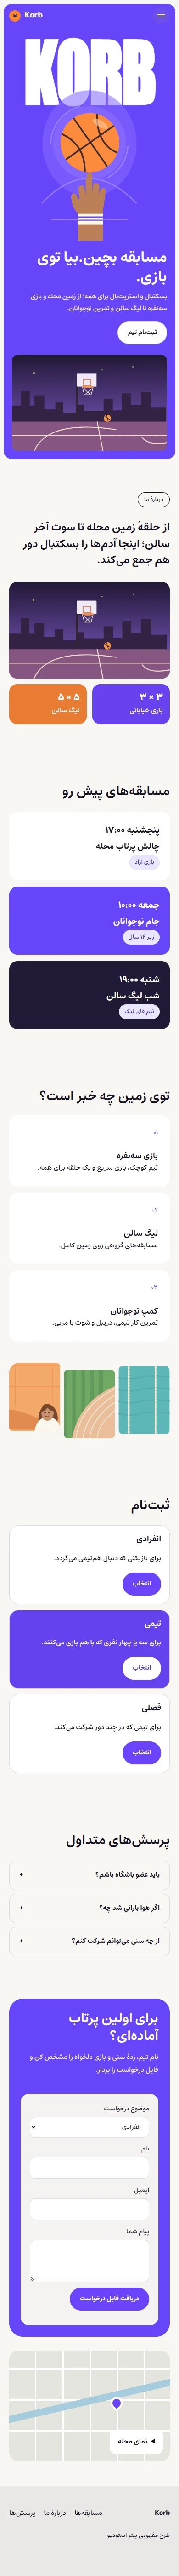 Korb
KORB
مسابقه بچین.بیا توی
بازی.
بسکتبال و استریت‌بال برای همه؛ از زمین محله و بازی
سه‌نفره تا لیگ سالن و تمرین نوجوانان.
ثبت‌نام تیم
دربارهٔ ما
از حلقهٔ زمین محله تا سوت آخر
سالن؛ اینجا آدم‌ها را بسکتبال دور
هم جمع می‌کند.
۳ × ۳
بازی خیابانی
۵ × ۵
لیگ سالن
مسابقه‌های پیش رو
پنجشنبه ۱۷:۰۰
چالش پرتاب محله
بازی آزاد
جمعه ۱۰:۰۰
جام نوجوانان
زیر ۱۴ سال
شنبه ۱۹:۰۰
شب لیگ سالن
تیم‌های لیگ
توی زمین چه خبر است؟
۰۱
بازی سه‌نفره
تیم کوچک، بازی سریع و یک حلقه برای همه.
۰۲
لیگ سالن
مسابقه‌های گروهی روی زمین کامل.
۰۳
کمپ نوجوانان
تمرین کار تیمی، دریبل و شوت با مربی.
ثبت‌نام
انفرادی
برای بازیکنی که دنبال هم‌تیمی می‌گردد.
انتخاب
تیمی
برای سه یا چهار نفری که با هم بازی می‌کنند.
انتخاب
فصلی
برای تیمی که در چند دور شرکت می‌کند.
انتخاب
پرسش‌های متداول
باید عضو باشگاه باشم؟ +
اگر هوا بارانی شد چه؟ +
از چه سنی می‌توانم شرکت کنم؟ +
برای اولین پرتاب
آماده‌ای؟
نام تیم، ردهٔ سنی و بازی دلخواه را مشخص کن و
فایل درخواست را بردار.
موضوع درخواست
انفرادی
نام
ایمیل
پیام شما
دریافت فایل درخواست
◀ نمای محله
Korb
مسابقه‌ها دربارهٔ ما پرسش‌ها
طرح مفهومی بیتر استودیو